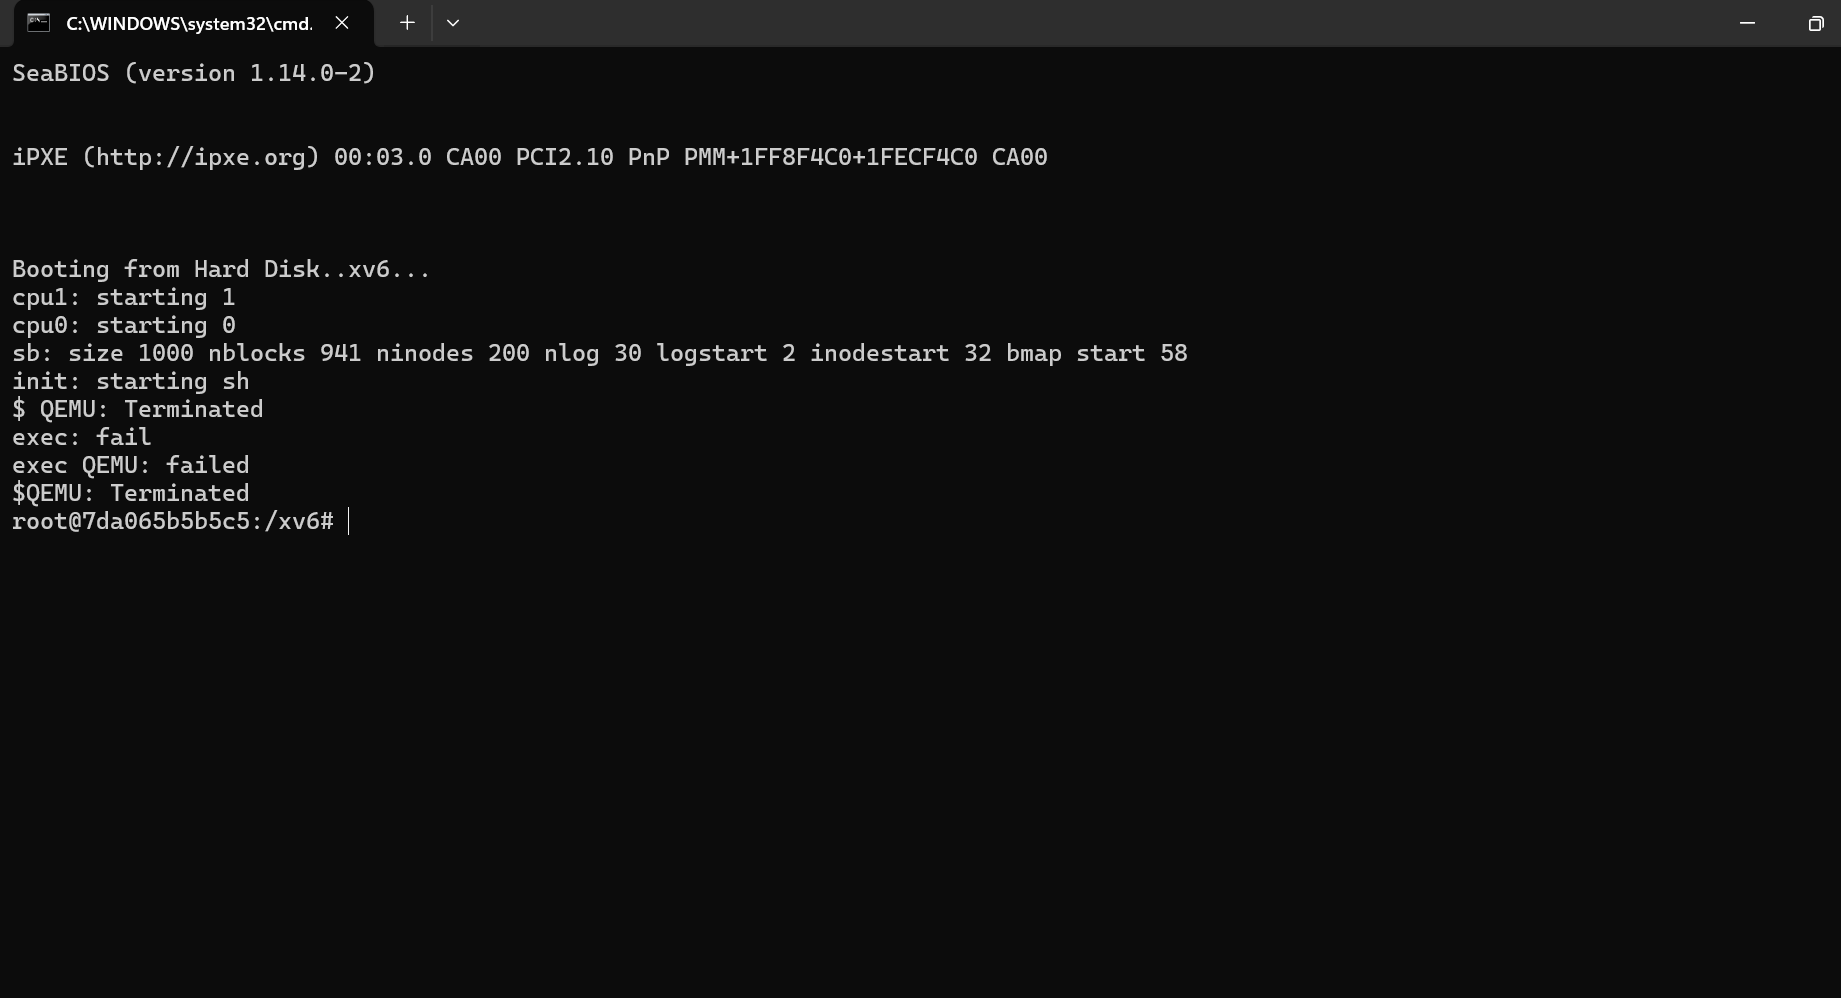 C:\WINDOWS\system32\cmd.
SeaBIOS (version 1.14.0-2)
iPXE (http://ipxe.org) 00:03.0 CA00 PCI2.10 PnP PMM+1FF8F4C0+1FECF4C0 CA00
Booting from Hard Disk..xv6...
cpu1: starting 1
cpu0: starting 0
sb: size 1000 nblocks 941 ninodes 200 nlog 30 logstart 2 inodestart 32 bmap start 58
init: starting sh
$ QEMU: Terminated
exec: fail
exec QEMU: failed
$QEMU: Terminated
root@7da065b5b5c5:/xv6#